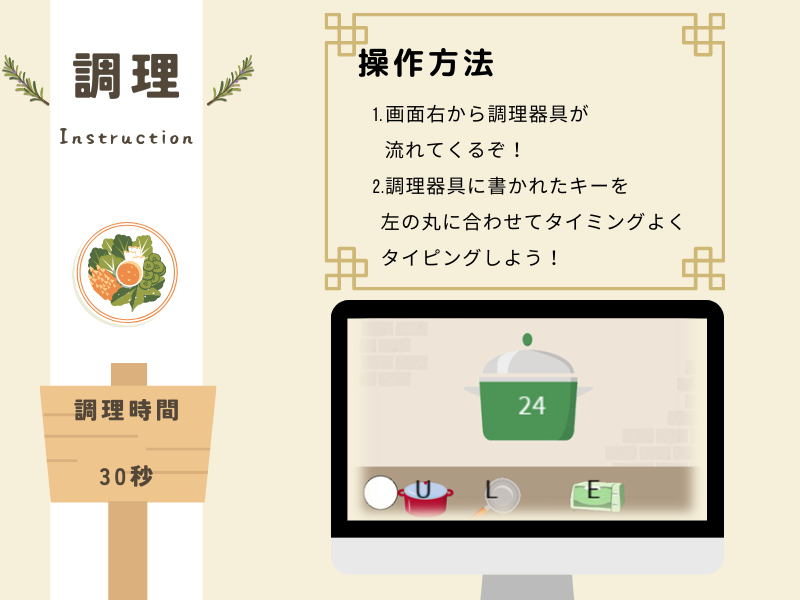 調理
Instruction
調理時間
30秒
操作方法
1.画面右から調理器具が
流れてくるぞ！
2.調理器具に書かれたキーを
左の丸に合わせてタイミングよく
タイピングしよう！
24
U L E